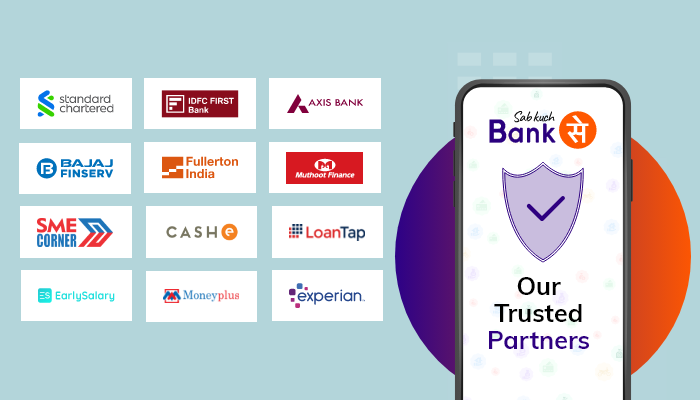 standard
chartered
IDFC FIRST
Bank
AXIS BANK
B BAJAJ
FINSERV
Fullerton
India
M
Muthoot Finance
SME
CORNER
CASHe
LoanTap
ES EarlySalary
Moneyplus
experian.
Sab kuch
Bank से
Our
Trusted
Partners